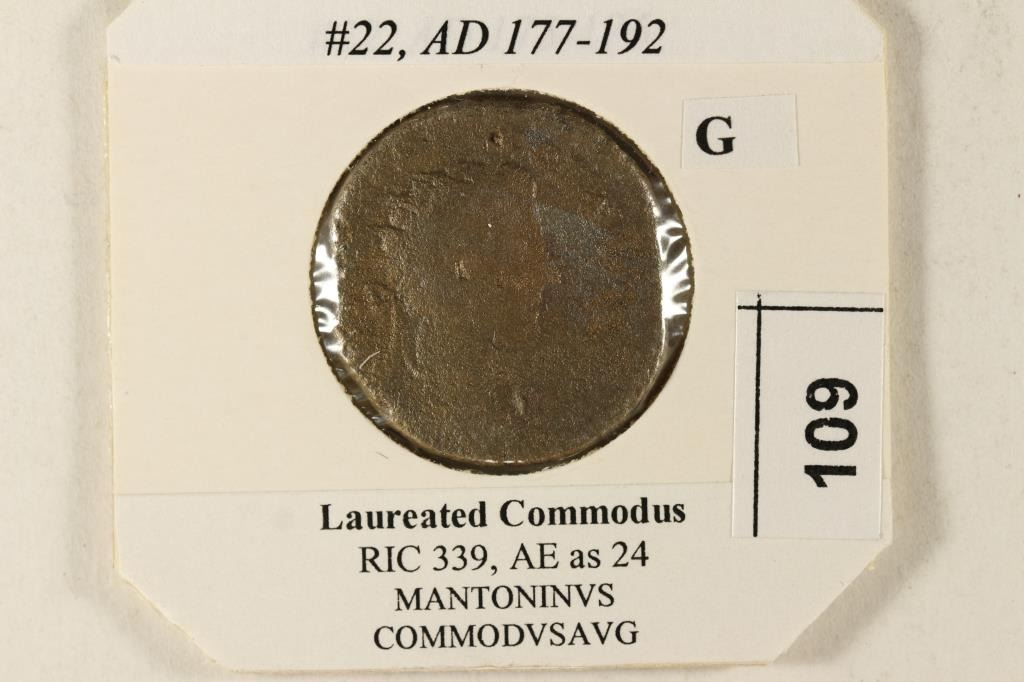 #22, AD 177-192
G
109
Laureated Commodus
RIC 339, AE as 24
MANTONINVS
COMMODVSAVG